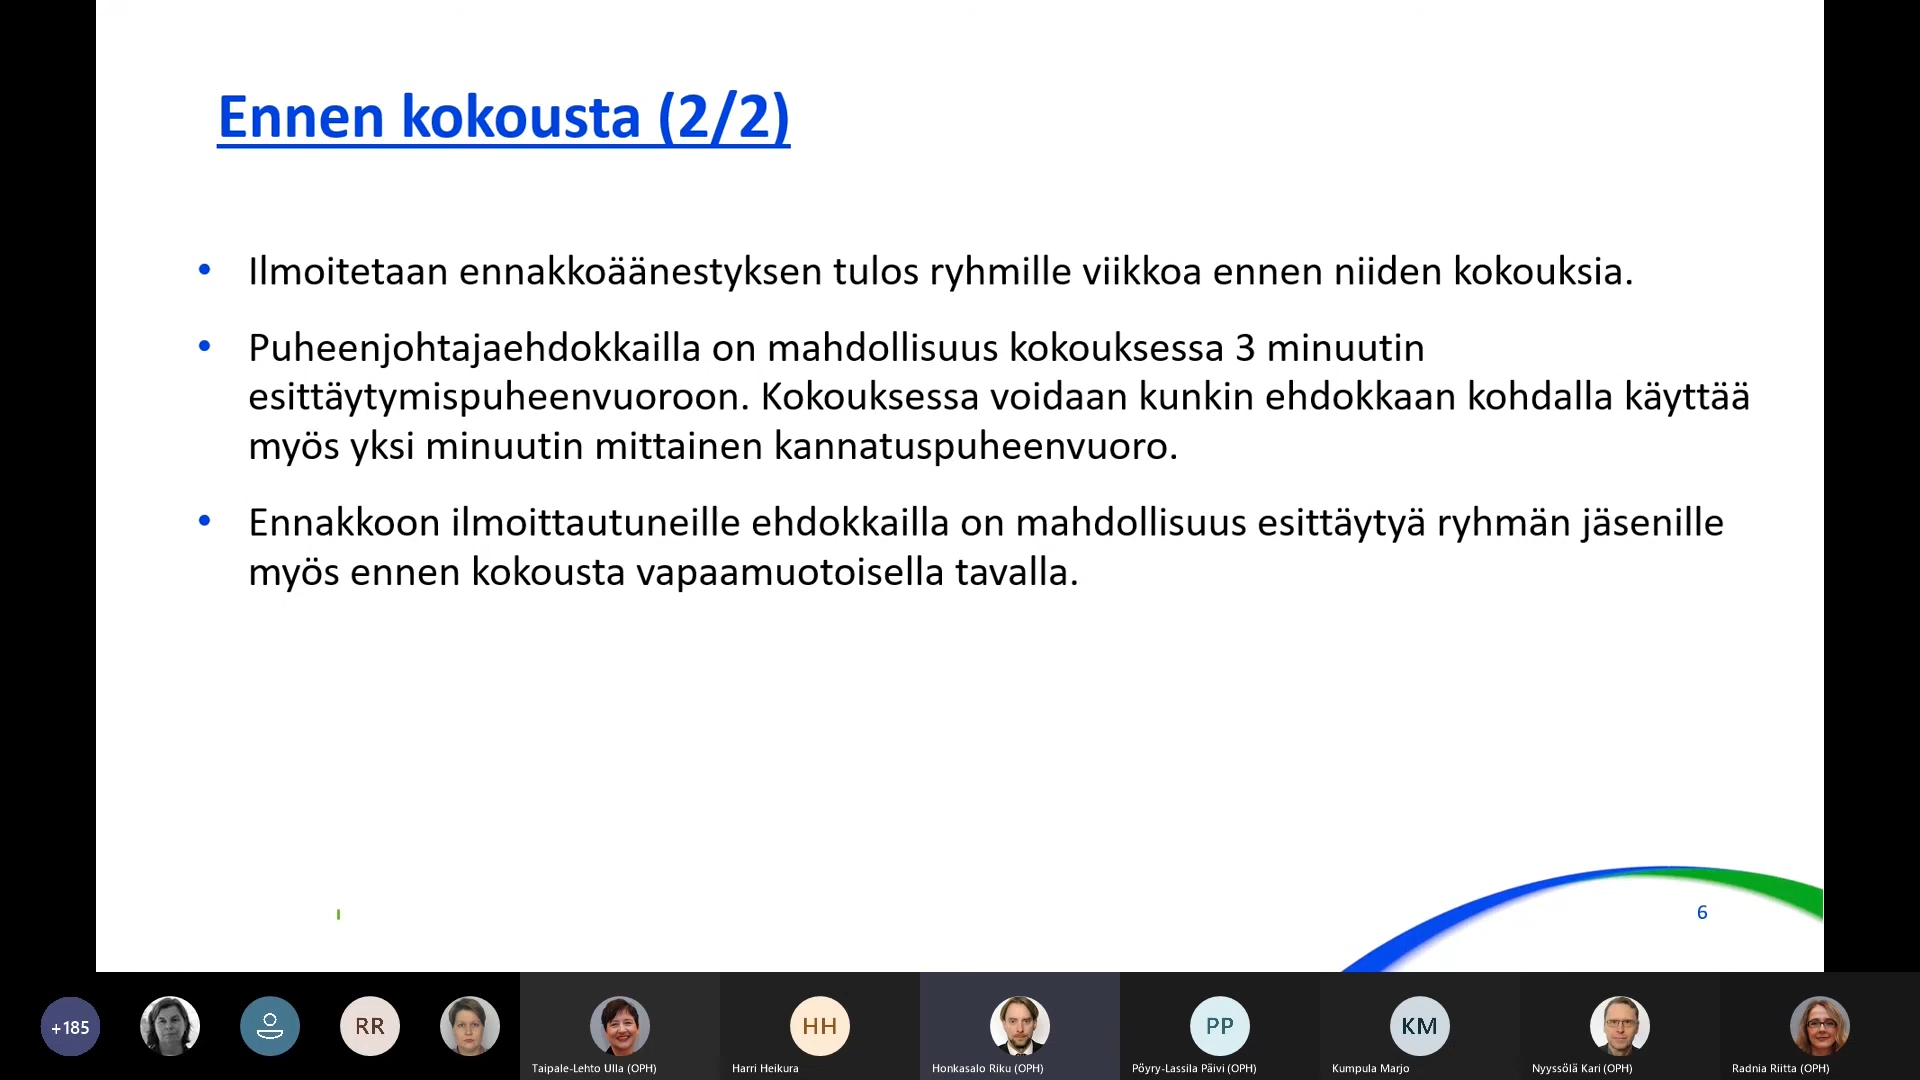 Ennen kokousta (2/2)
• Ilmoitetaan ennakkoäänestyksen tulos ryhmille viikkoa ennen niiden kokouksia.
• Puheenjohtajaehdokkailla on mahdollisuus kokouksessa 3 minuutin
esittäytymispuheenvuoroon. Kokouksessa voidaan kunkin ehdokkaan kohdalla käyttää
myös yksi minuutin mittainen kannatuspuheenvuoro.
• Ennakkoon ilmoittautuneille ehdokkailla on mahdollisuus esittäytyä ryhmän jäsenille
myös ennen kokousta vapaamuotoisella tavalla.
6
+185
RR
HH
PP
KM
Taipale-Lehto Ulla (OPH)
Harri Heikura
Honkasalo Riku (OPH)
Pöyry-Lassila Päivi (OPH)
Kumpula Marjo
Nyyssölä Kari (OPH)
Radnia Riitta (OPH)